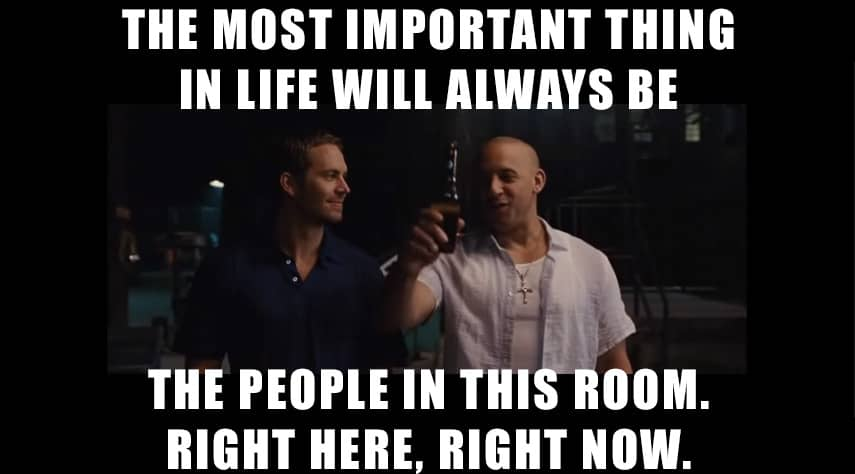 THE MOST IMPORTANT THING
IN LIFE WILL ALWAYS BE
THE PEOPLE IN THIS ROOM.
RIGHT HERE, RIGHT NOW.